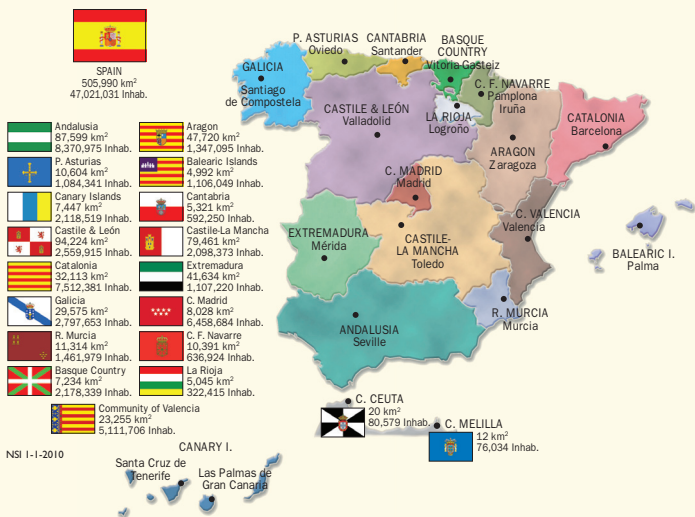 SPAIN
505,990 km²
47,021,031 Inhab.
Andalusia
87,599 km²
8,370,975 Inhab.
Aragon
47,720 km²
1,347,095 Inhab.
P. Asturias
10,604 km²
1,084,341 Inhab.
Balearic Islands
4,992 km²
1,106,049 Inhab.
Canary Islands
7,447 km²
2,118,519 Inhab.
Cantabria
5,321 km²
592,250 Inhab.
Castile & León
94,224 km²
2,559,915 Inhab.
Castile-La Mancha
79,461 km²
2,098,373 Inhab.
Catalonia
32,113 km²
7,512,381 Inhab.
Extremadura
41,634 km²
1,107,220 Inhab.
Galicia
29,575 km²
2,797,653 Inhab.
C. Madrid
8,028 km²
6,458,684 Inhab.
R. Murcia
11,314 km²
1,461,979 Inhab.
C. F. Navarre
10,391 km²
636,924 Inhab.
Basque Country
7,234 km²
2,178,339 Inhab.
La Rioja
5,045 km²
322,415 Inhab.
Community of Valencia
23,255 km²
5,111,706 Inhab.
NSI 1-1-2010
P. ASTURIAS
Oviedo
CANTABRIA
Santander
BASQUE
COUNTRY
Vitoria-Gasteiz
GALICIA
Santiago
de Compostela
C. F. NAVARRE
Pamplona
Iruña
CASTILE & LEÓN
Valladolid
LA RIOJA
Logroño
CATALONIA
Barcelona
ARAGON
Zaragoza
C. MADRID
Madrid
C. VALENCIA
Valencia
EXTREMADURA
Mérida
CASTILE-
LA MANCHA
Toledo
BALEARIC I.
Palma
R. MURCIA
Murcia
ANDALUSIA
Seville
C. CEUTA
20 km²
80,579 Inhab.
C. MELILLA
12 km²
76,034 Inhab.
CANARY I.
Santa Cruz de
Tenerife
Las Palmas de
Gran Canaria